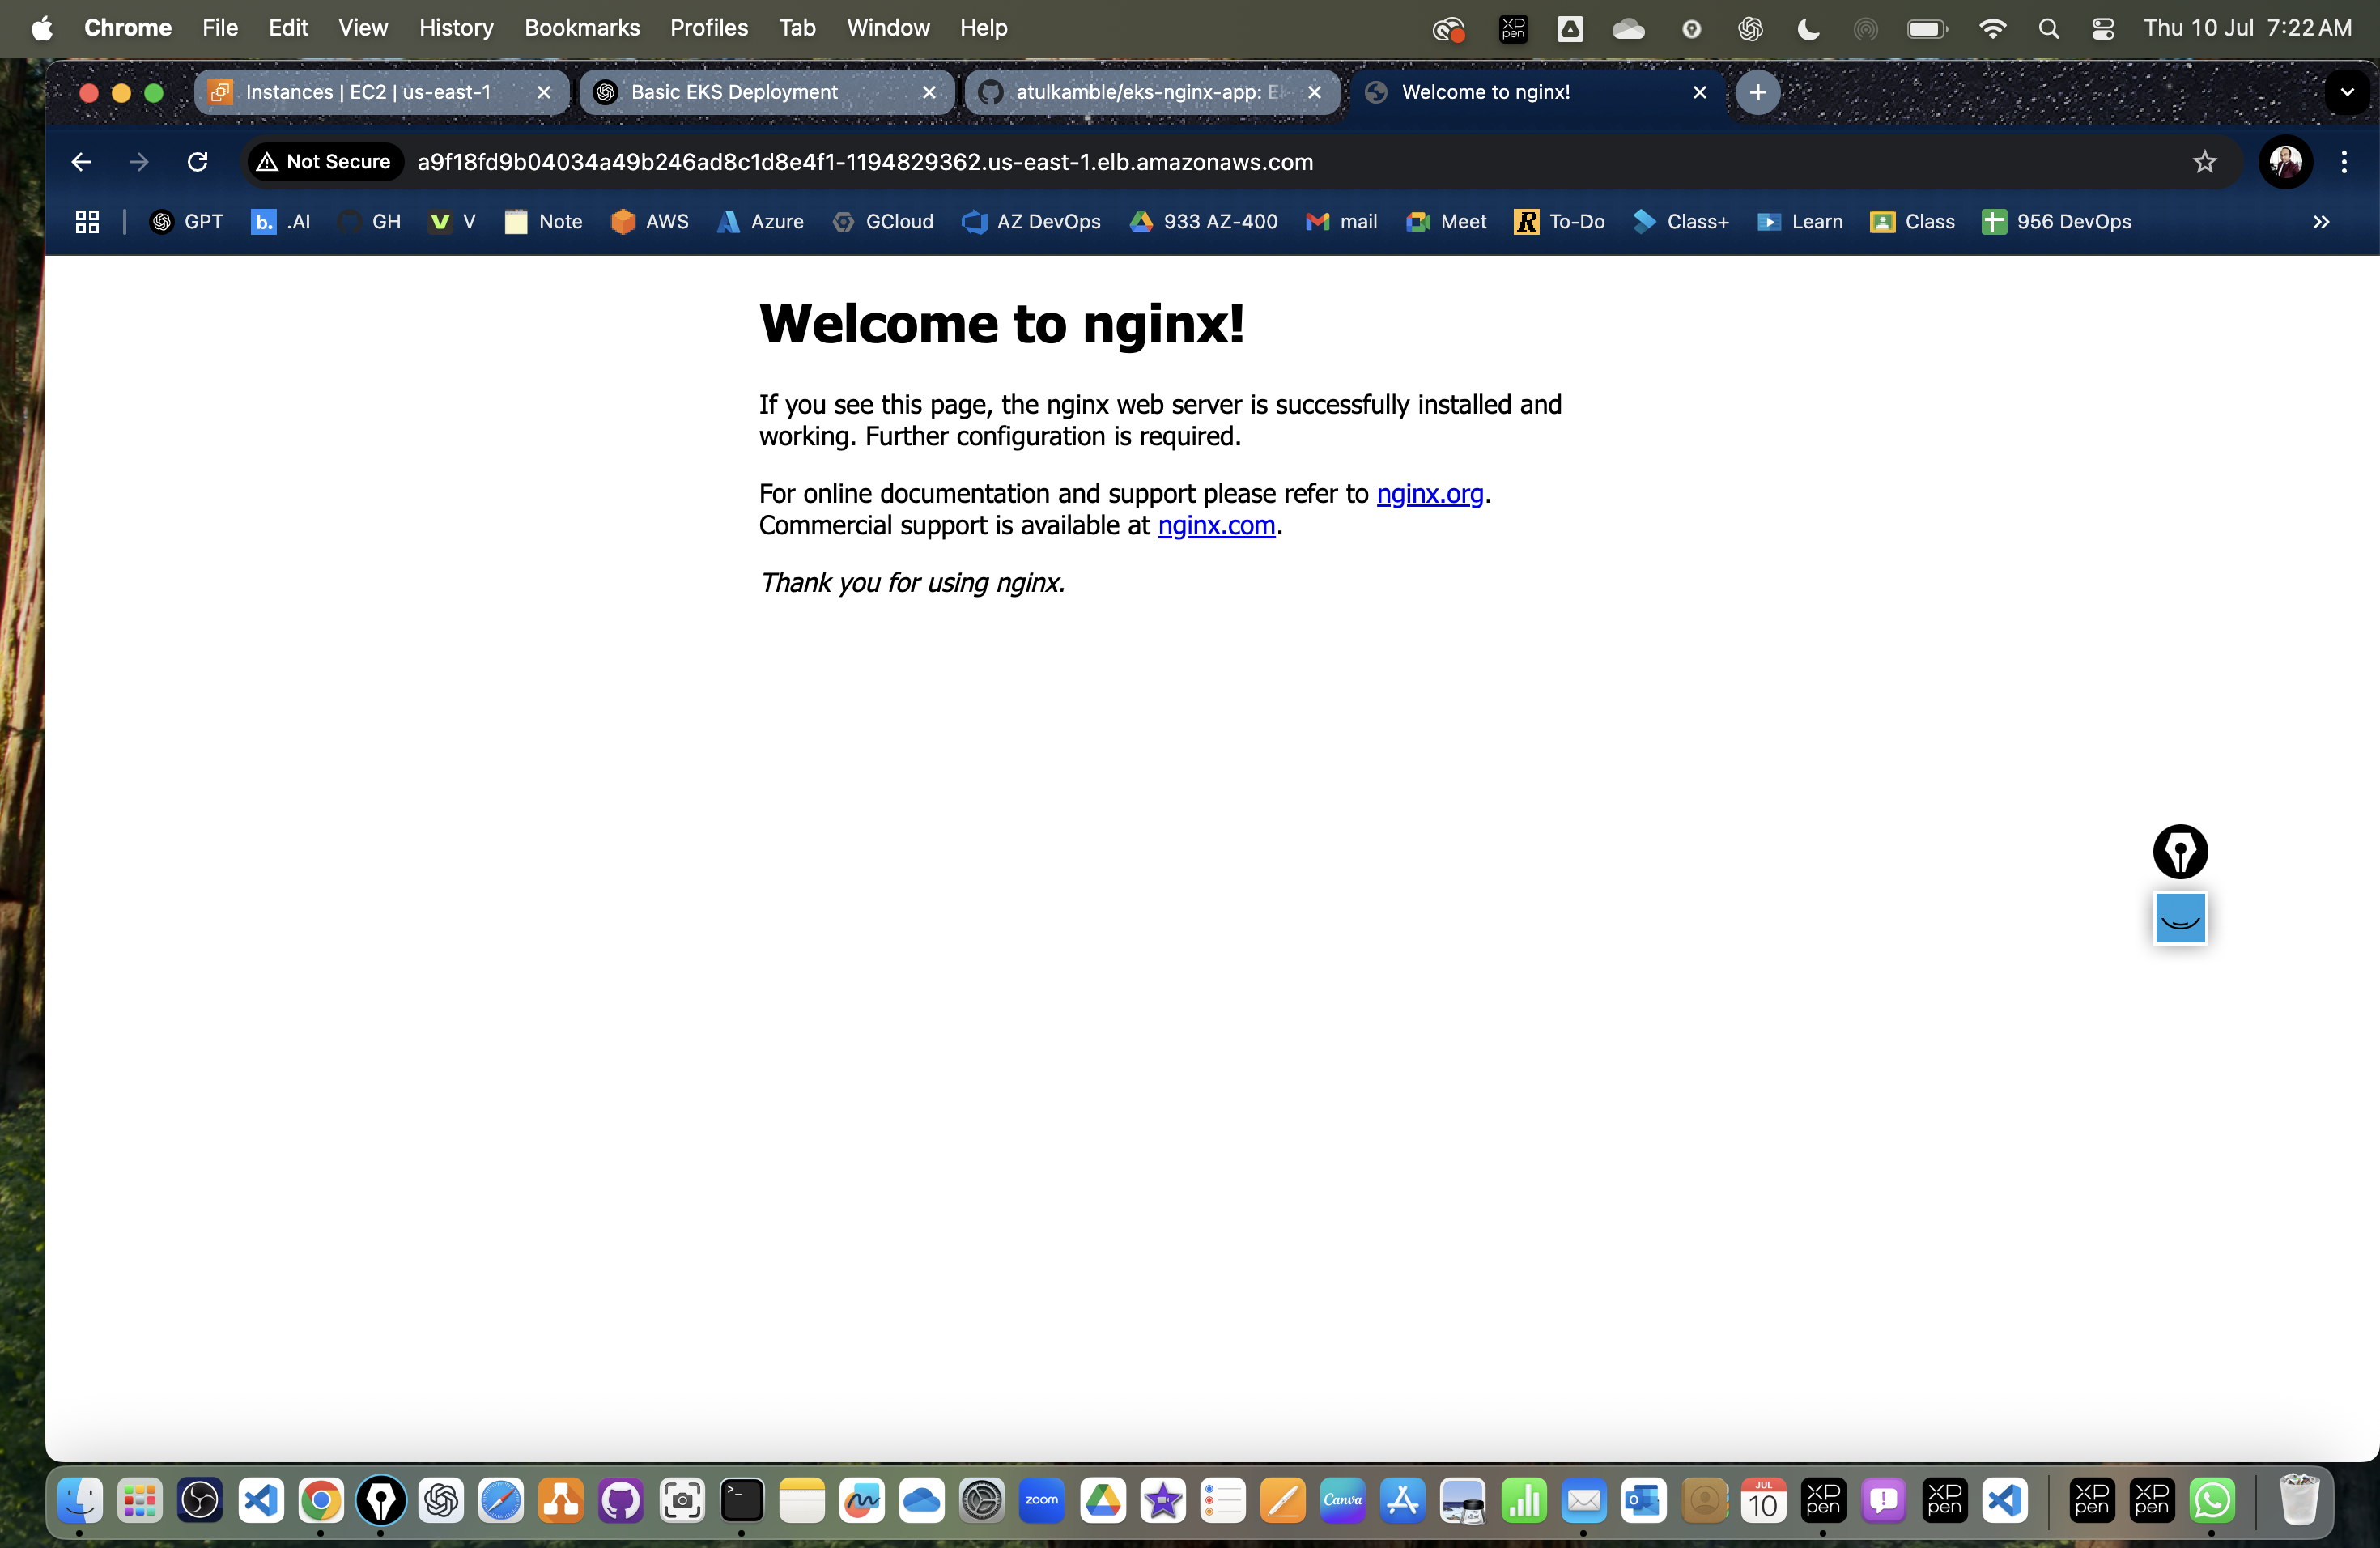 Chrome File Edit View History Bookmarks Profiles Tab Window Help XP pen Thu 10 Jul 7:22 AM
Instances | EC2 | us-east-1 Basic EKS Deployment atulkamble/eks-nginx-app: Ek Welcome to nginx!
Not Secure a9f18fd9b04034a49b246ad8c1d8e4f1-1194829362.us-east-1.elb.amazonaws.com
GPT b. .AI GH V V Note AWS Azure GCloud AZ DevOps 933 AZ-400 mail Meet R To-Do Class+ Learn Class 956 DevOps
Welcome to nginx!
If you see this page, the nginx web server is successfully installed and
working. Further configuration is required.
For online documentation and support please refer to nginx.org.
Commercial support is available at nginx.com.
Thank you for using nginx.
>_ zoom Canva O JUL 10 XP pen XP pen XP pen XP pen